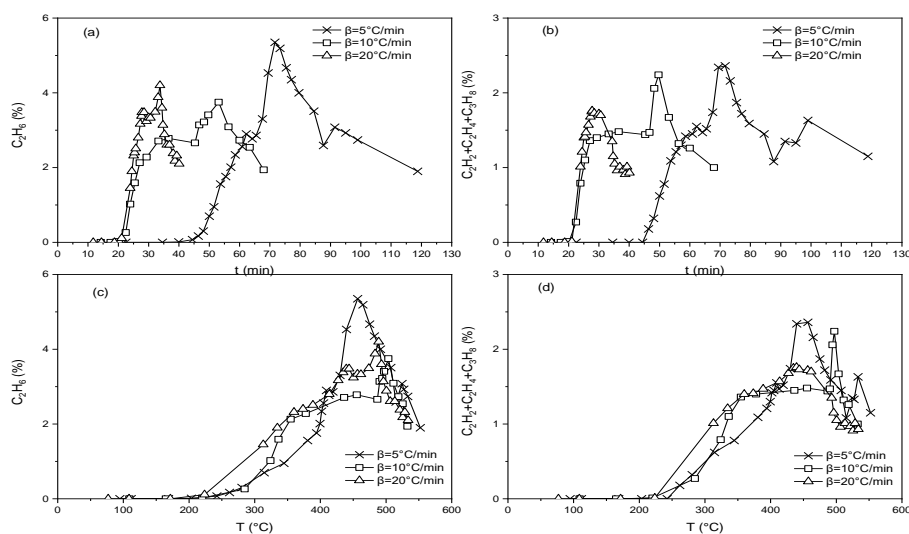 (a)
β=5°C/min
β=10°C/min
β=20°C/min
C₂H₆ (%)
6
4
2
0
0 10 20 30 40 50 60 70 80 90 100 110 120 130
t (min)
(b)
β=5°C/min
β=10°C/min
β=20°C/min
C₂H₂+C₂H₄+C₃H₈ (%)
3
2
1
0
0 10 20 30 40 50 60 70 80 90 100 110 120 130
t (min)
(c)
β=5°C/min
β=10°C/min
β=20°C/min
C₂H₆ (%)
6
4
2
0
0 100 200 300 400 500 600
T (°C)
(d)
β=5°C/min
β=10°C/min
β=20°C/min
C₂H₂+C₂H₄+C₃H₈ (%)
3
2
1
0
0 100 200 300 400 500 600
T (°C)